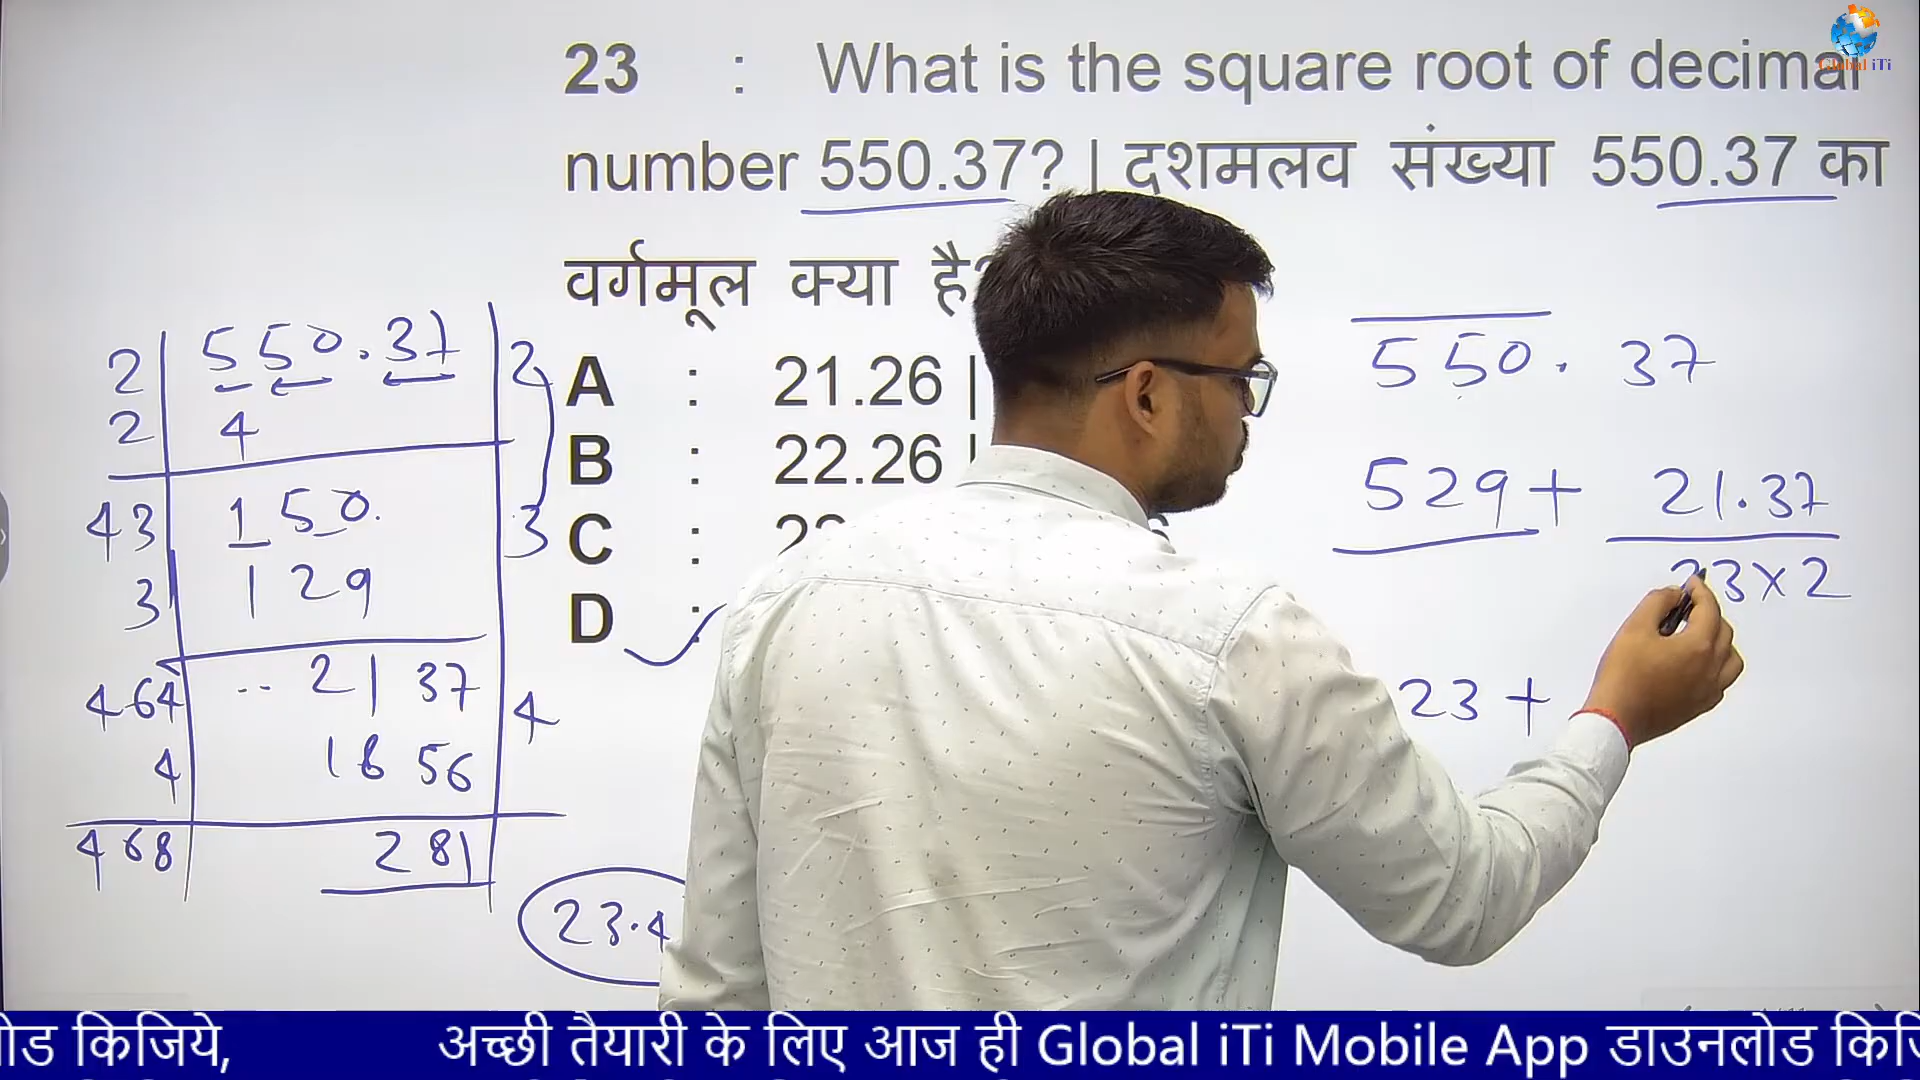 Global iTi
23 : What is the square root of decimal
number 550.37? | दशमलव संख्या 550.37 का
वर्गमूल क्या है
A : 21.26 |
B : 22.26 |
C :
D :
2 | 550.37 | 2
2 | 4
43 | 150. | 3
3 | 129
464 | -- 2137 | 4
4 | 1856
468 | 281
23.4
550. 37
529 + 21.37
23×2
23 +
किजिये, अच्छी तैयारी के लिए आज ही Global iTi Mobile App डाउनलोड